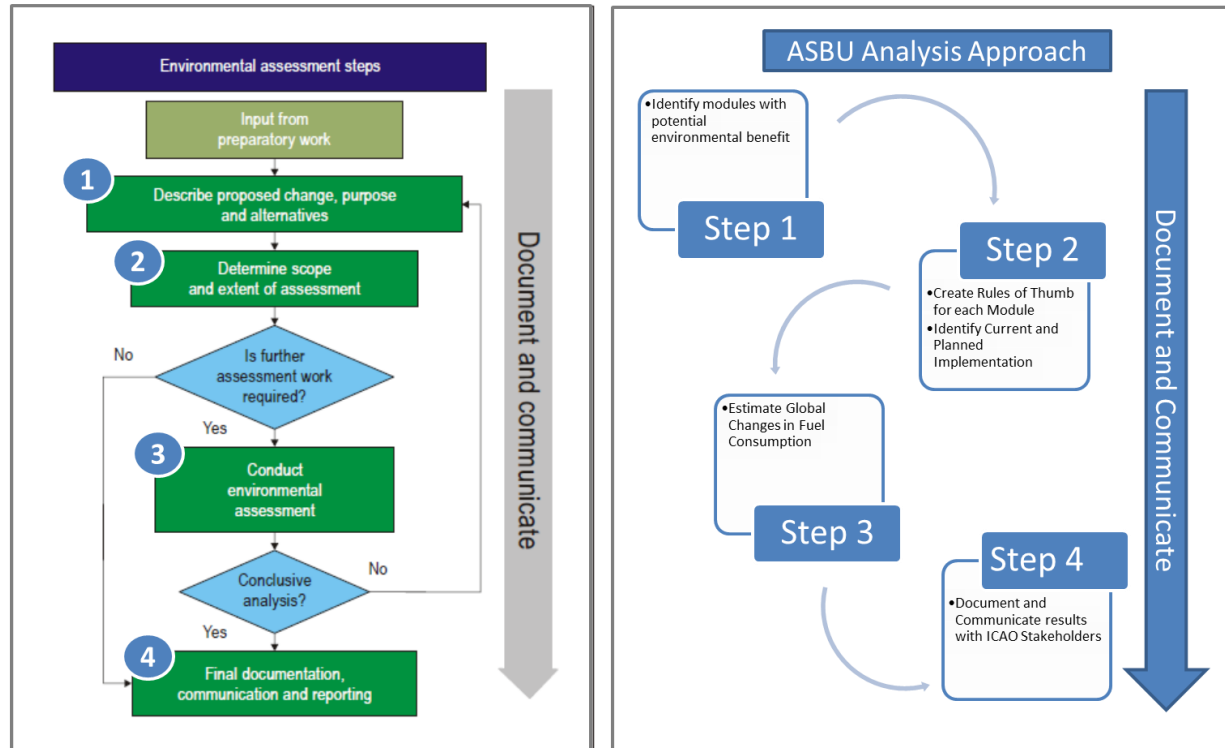 Environmental assessment steps
Input from
preparatory work
1
Describe proposed change, purpose
and alternatives
2
Determine scope
and extent of assessment
No
Is further
assessment work
required?
Yes
3
Conduct
environmental
assessment
Conclusive
analysis?
No
Yes
4
Final documentation,
communication and reporting
Document and communicate
ASBU Analysis Approach
•Identify modules with
potential
environmental benefit
Step 1
Step 2
•Create Rules of Thumb
for each Module
•Identify Current and
Planned
Implementation
•Estimate Global
Changes in Fuel
Consumption
Step 3
Step 4
•Document and
Communicate results
with ICAO Stakeholders
Document and Communicate